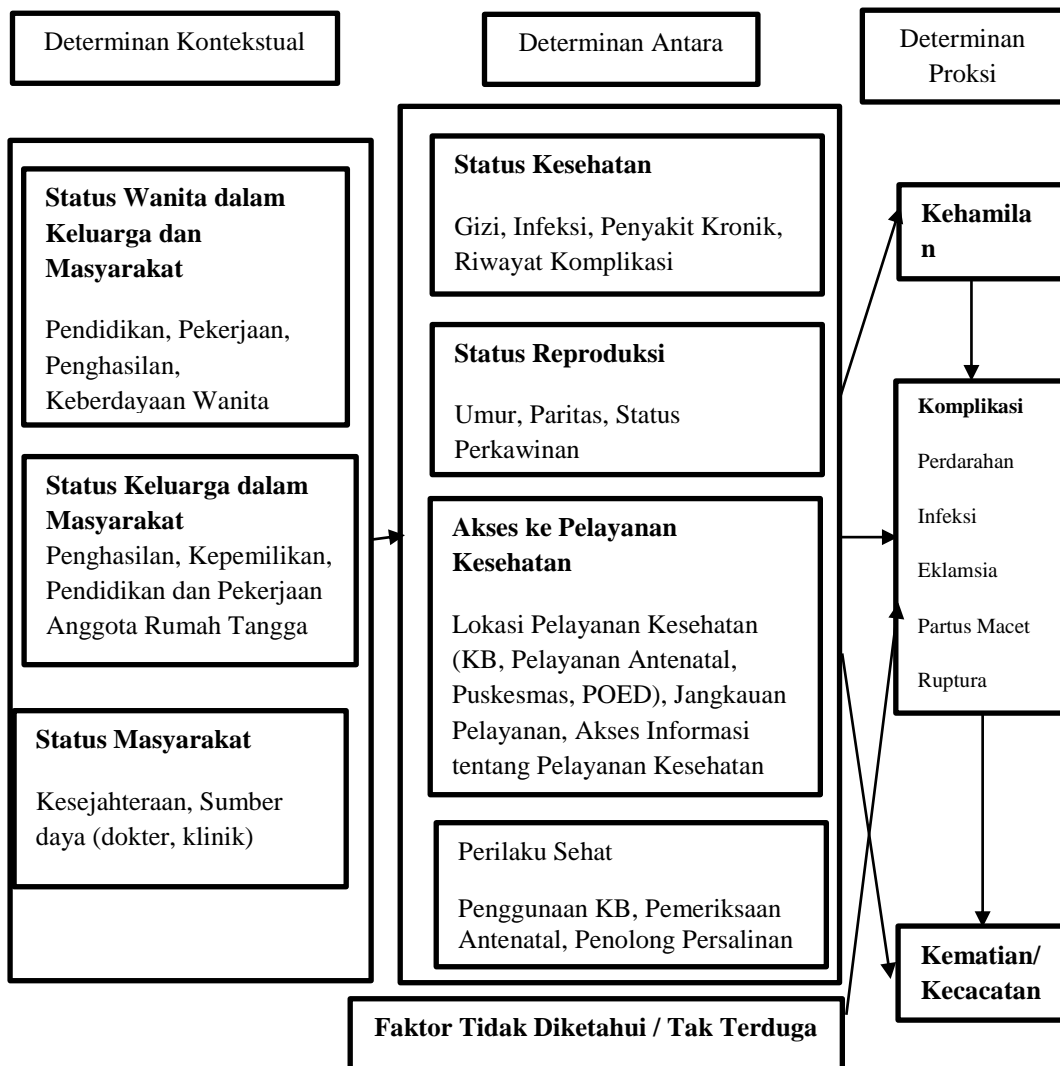 Determinan Kontekstual
Determinan Antara
Determinan
Proksi
Status Wanita dalam
Keluarga dan
Masyarakat
Pendidikan, Pekerjaan,
Penghasilan,
Keberdayaan Wanita
Status Keluarga dalam
Masyarakat
Penghasilan, Kepemilikan,
Pendidikan dan Pekerjaan
Anggota Rumah Tangga
Status Masyarakat
Kesejahteraan, Sumber
daya (dokter, klinik)
Status Kesehatan
Gizi, Infeksi, Penyakit Kronik,
Riwayat Komplikasi
Status Reproduksi
Umur, Paritas, Status
Perkawinan
Akses ke Pelayanan
Kesehatan
Lokasi Pelayanan Kesehatan
(KB, Pelayanan Antenatal,
Puskesmas, POED), Jangkauan
Pelayanan, Akses Informasi
tentang Pelayanan Kesehatan
Perilaku Sehat
Penggunaan KB, Pemeriksaan
Antenatal, Penolong Persalinan
Faktor Tidak Diketahui / Tak Terduga
Kehamila
n
Komplikasi
Perdarahan
Infeksi
Eklamsia
Partus Macet
Ruptura
Kematian/
Kecacatan